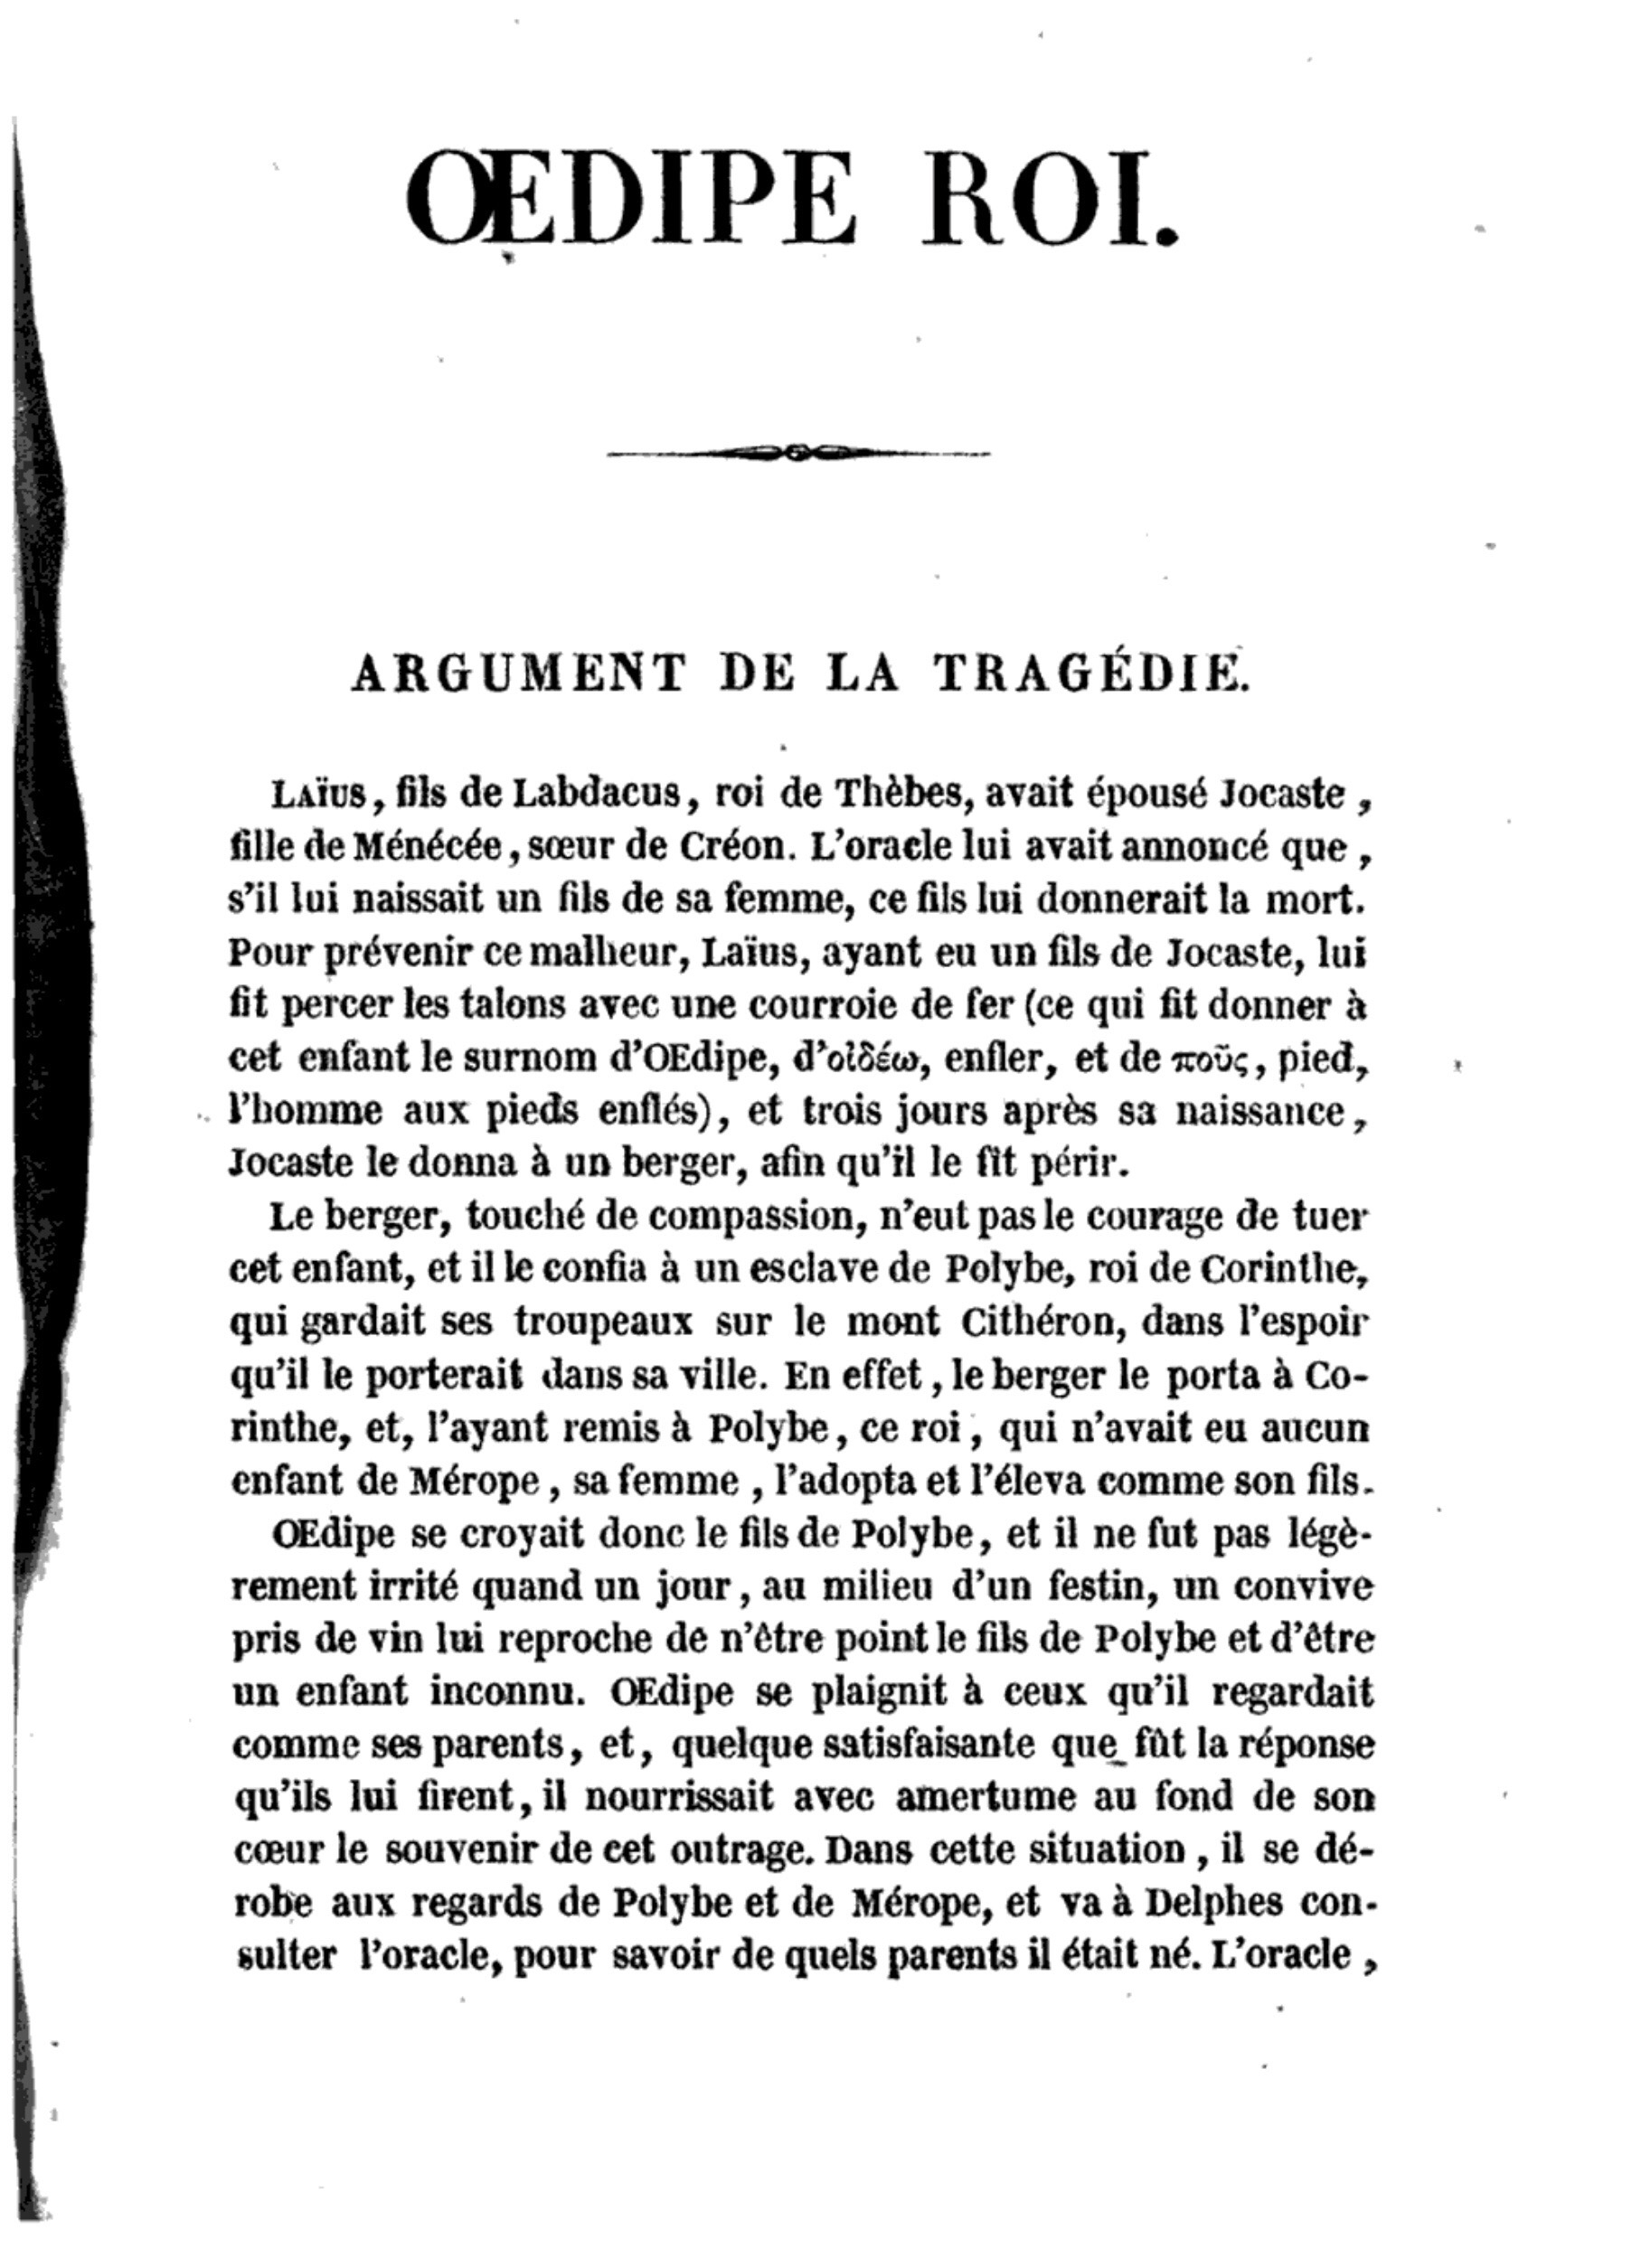 ŒDIPE ROI.
ARGUMENT DE LA TRAGÉDIE.
LAÏUS, fils de Labdacus, roi de Thèbes, avait épousé Jocaste,
fille de Ménécée, sœur de Créon. L'oracle lui avait annoncé que,
s'il lui naissait un fils de sa femme, ce fils lui donnerait la mort.
Pour prévenir ce malheur, Laïus, ayant eu un fils de Jocaste, lui
fit percer les talons avec une courroie de fer (ce qui fit donner à
cet enfant le surnom d'OEdipe, d'οἰδέω, enfler, et de ποῦς, pied,
l'homme aux pieds enflés), et trois jours après sa naissance,
Jocaste le donna à un berger, afin qu'il le fît périr.
Le berger, touché de compassion, n'eut pas le courage de tuer
cet enfant, et il le confia à un esclave de Polybe, roi de Corinthe,
qui gardait ses troupeaux sur le mont Cithéron, dans l'espoir
qu'il le porterait dans sa ville. En effet, le berger le porta à Co-
rinthe, et, l'ayant remis à Polybe, ce roi, qui n'avait eu aucun
enfant de Mérope, sa femme, l'adopta et l'éleva comme son fils.
OEdipe se croyait donc le fils de Polybe, et il ne fut pas légè-
rement irrité quand un jour, au milieu d'un festin, un convive
pris de vin lui reproche de n'être point le fils de Polybe et d'être
un enfant inconnu. OEdipe se plaignit à ceux qu'il regardait
comme ses parents, et, quelque satisfaisante que fût la réponse
qu'ils lui firent, il nourrissait avec amertume au fond de son
cœur le souvenir de cet outrage. Dans cette situation, il se dé-
robe aux regards de Polybe et de Mérope, et va à Delphes con-
sulter l'oracle, pour savoir de quels parents il était né. L'oracle,